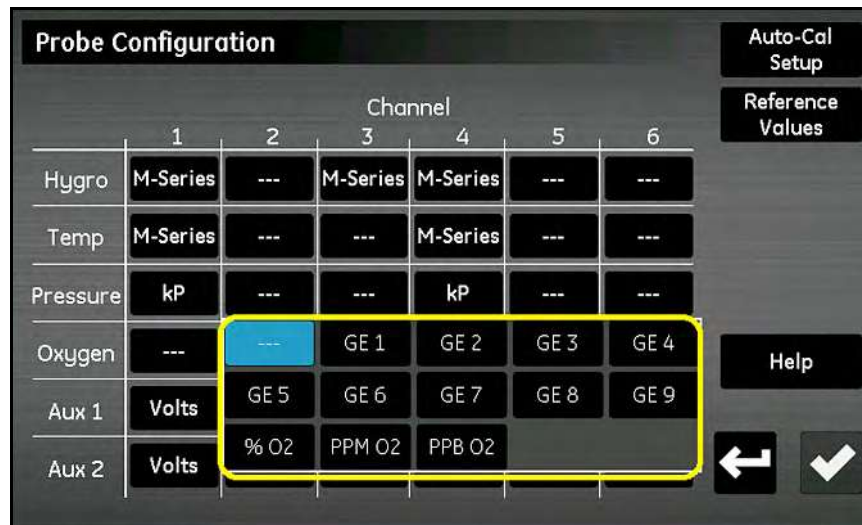 Probe Configuration
Auto-Cal
Setup
Reference
Values
Channel
1 2 3 4 5 6
Hygro M-Series --- M-Series M-Series --- ---
Temp M-Series --- --- M-Series --- ---
Pressure kP --- --- kP --- ---
Oxygen --- --- GE 1 GE 2 GE 3 GE 4
Help
Aux 1 Volts GE 5 GE 6 GE 7 GE 8 GE 9
Aux 2 Volts % O2 PPM O2 PPB O2